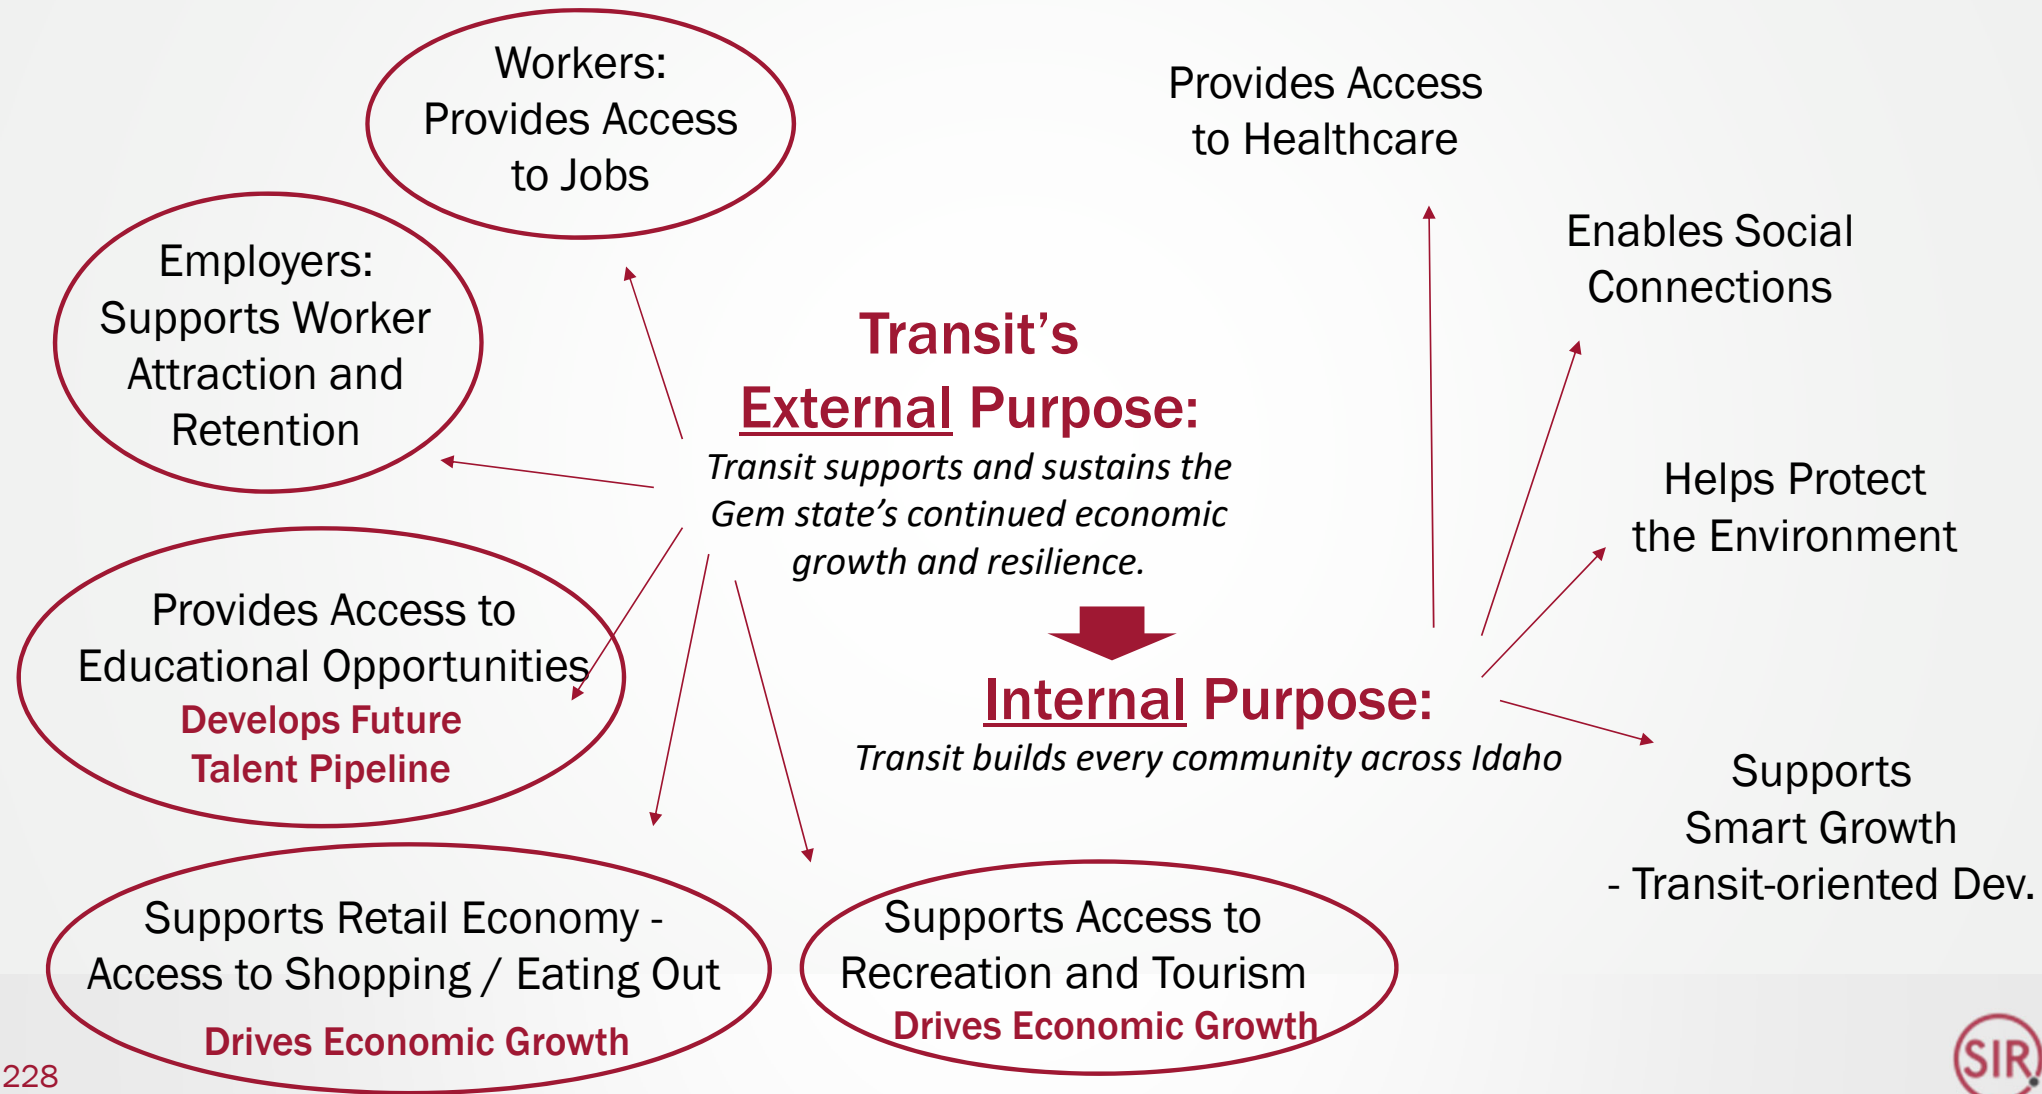 Workers:
Provides Access
to Jobs
Employers:
Supports Worker
Attraction and
Retention
Provides Access to
Educational Opportunities
Develops Future
Talent Pipeline
Supports Retail Economy -
Access to Shopping / Eating Out
Drives Economic Growth
Supports Access to
Recreation and Tourism
Drives Economic Growth
Transit’s
External Purpose:
Transit supports and sustains the
Gem state’s continued economic
growth and resilience.
Internal Purpose:
Transit builds every community across Idaho
Provides Access
to Healthcare
Enables Social
Connections
Helps Protect
the Environment
Supports
Smart Growth
- Transit-oriented Dev.
228
SIR